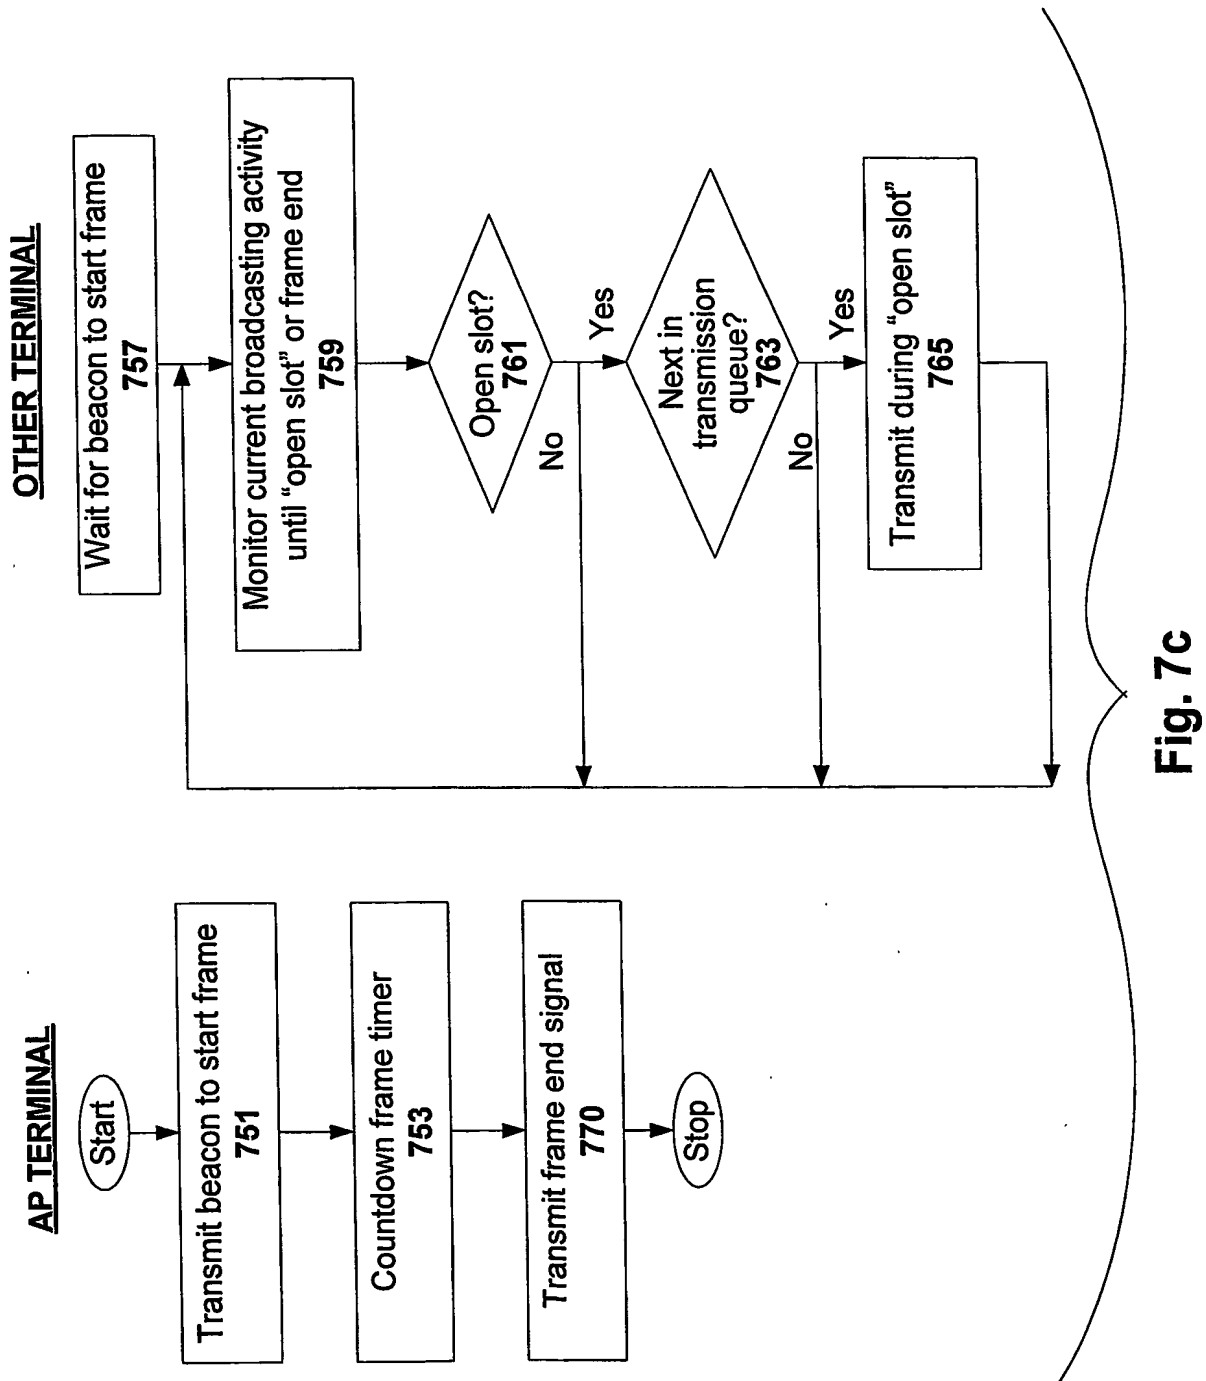 AP TERMINAL
Start
Transmit beacon to start frame
751
Countdown frame timer
753
Transmit frame end signal
770
Stop
OTHER TERMINAL
Wait for beacon to start frame
757
Monitor current broadcasting activity
until “open slot” or frame end
759
Open slot?
761
No
Yes
Next in
transmission
queue?
763
No
Yes
Transmit during “open slot”
765
Fig. 7c